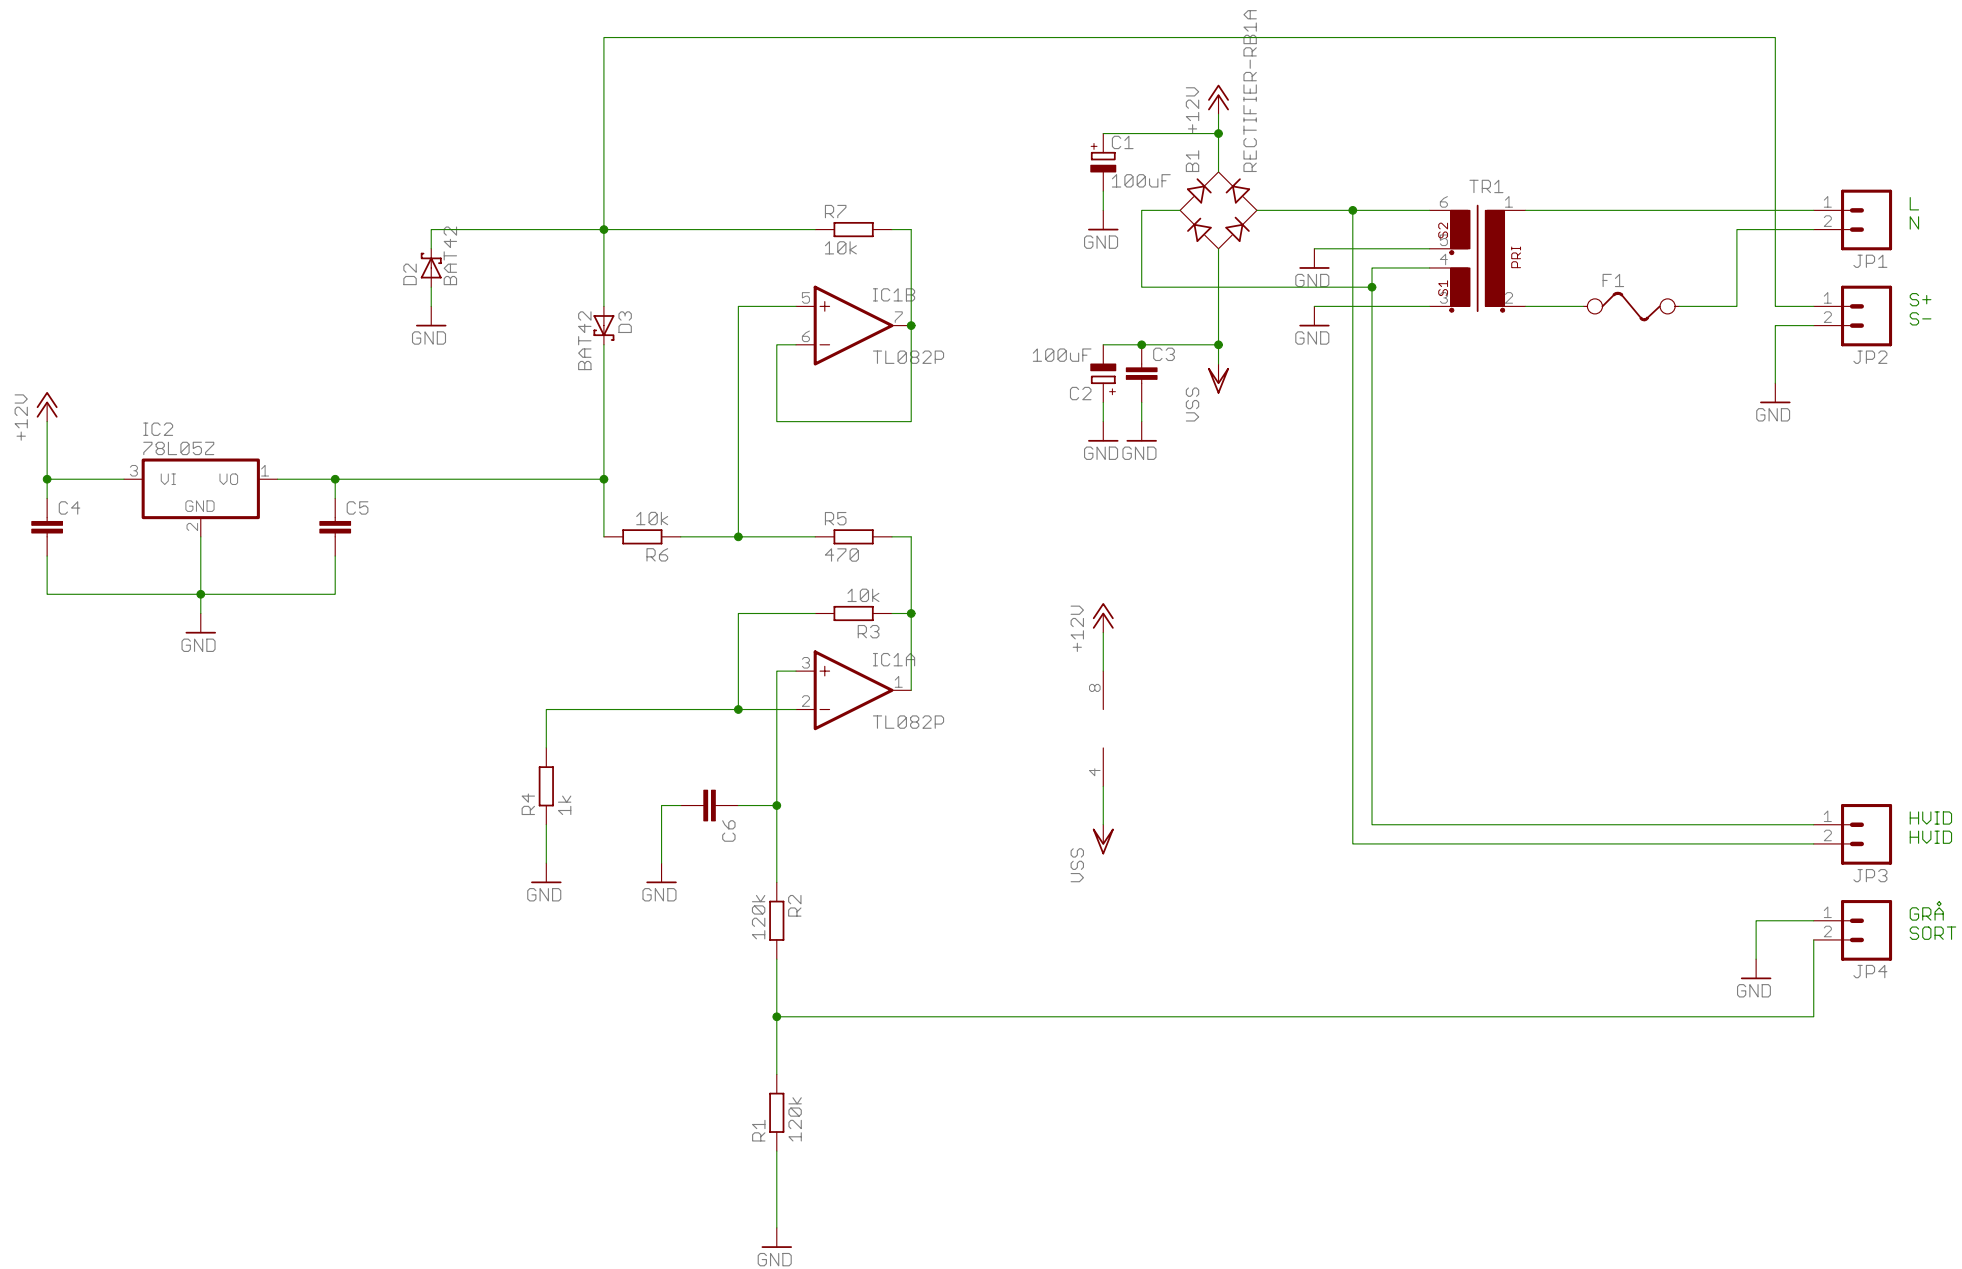 RECTIFIER-RB1A
+12V
B1
C1
+
100uF
GND
TR1
6
S2
5
4
S1
3
PRI
1
2
GND
GND
F1
1
2
L
N
JP1
1
2
S+
S-
JP2
GND
R7
10k
D2
BAT42
GND
BAT42
D3
IC1B
5
+
6
-
7
TL082P
100uF
C2
+
C3
VSS
GND
GND
+12V
IC2
78L05Z
3
VI
VO
1
GND
2
C4
C5
GND
10k
R6
R5
470
10k
R3
IC1A
3
+
2
-
1
TL082P
+12V
8
4
VSS
R4
1k
GND
C6
GND
120k
R2
R1
120k
GND
1
2
HVID
HVID
JP3
1
2
GRÅ
SORT
JP4
GND